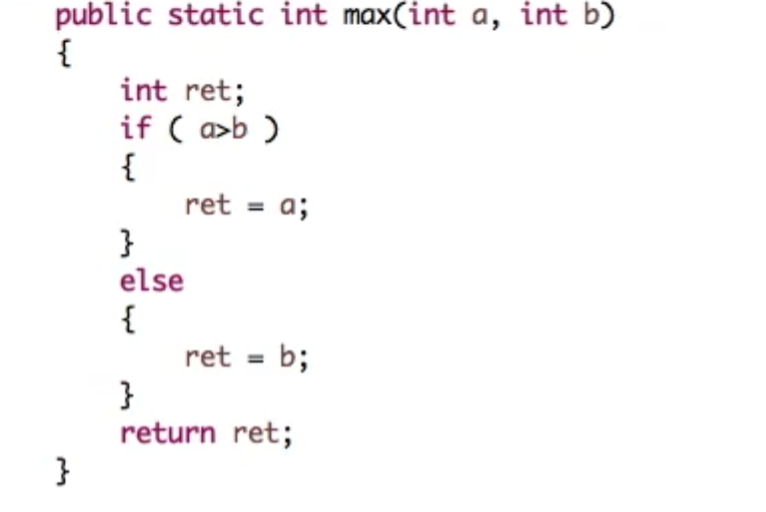 public static int max(int a, int b)
{
    int ret;
    if ( a>b )
    {
        ret = a;
    }
    else
    {
        ret = b;
    }
    return ret;
}